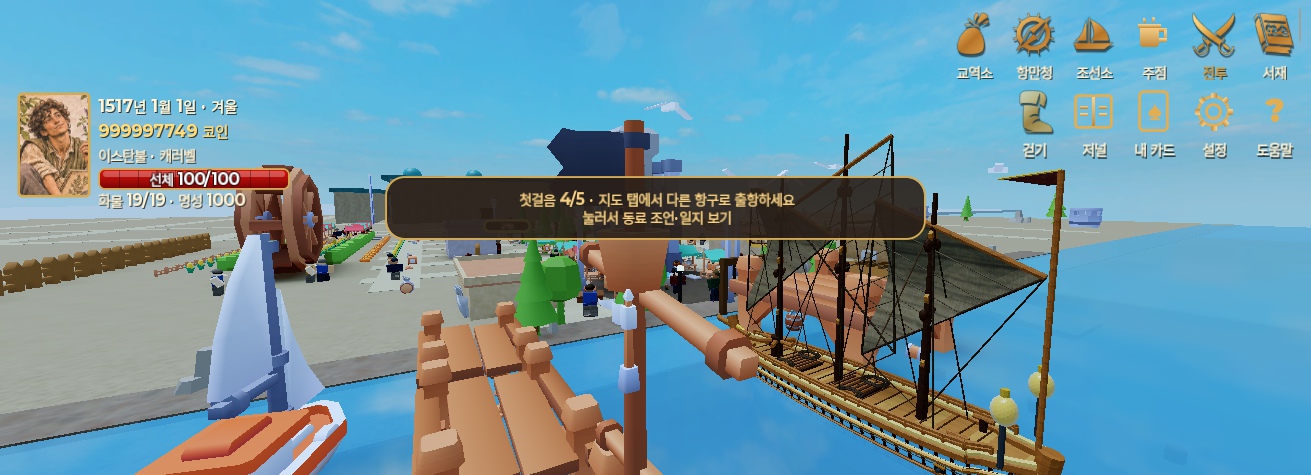 교역소 항만청 조선소 주점 전투 서재
걷기 저널 내 카드 설정 도움말
1517년 1월 1일 · 겨울
999997749 코인
이스탄불 · 캐러벨
선체 100/100
화물 19/19 · 명성 1000
첫걸음 4/5 · 지도 탭에서 다른 항구로 출항하세요
눌러서 동료 조언·일지 보기